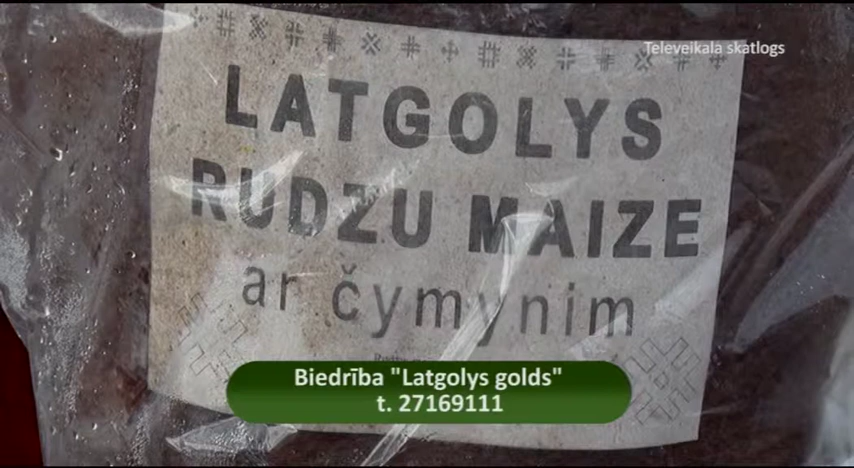 Televeikala skatlogs
LATGOLYS
RUDZU MAIZE
ar čymynim
Biedrība "Latgolys golds"
t. 27169111